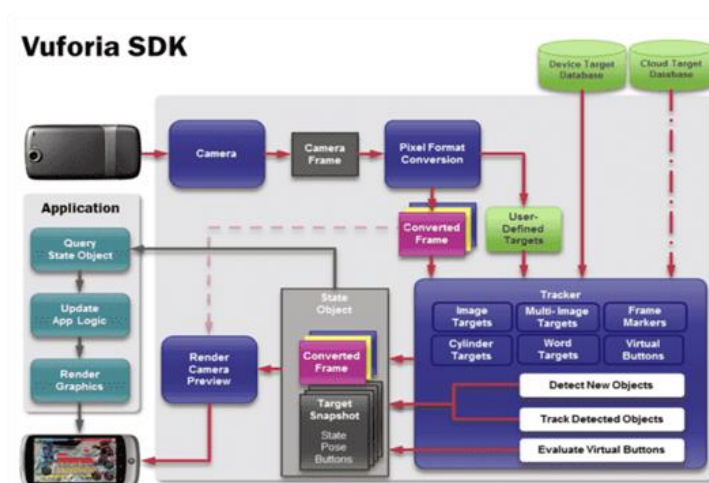 Vuforia SDK
Device Target
Database
Cloud Target
Database
Camera
Camera
Frame
Pixel Format
Conversion
Application
Query
State Object
Update
App Logic
Render
Graphics
Converted
Frame
User-
Defined
Targets
State
Object
Converted
Frame
Target
Snapshot
State
Pose
Buttons
Render
Camera
Preview
Tracker
Image
Targets
Multi-Image
Targets
Frame
Markers
Cylinder
Targets
Word
Targets
Virtual
Buttons
Detect New Objects
Track Detected Objects
Evaluate Virtual Buttons